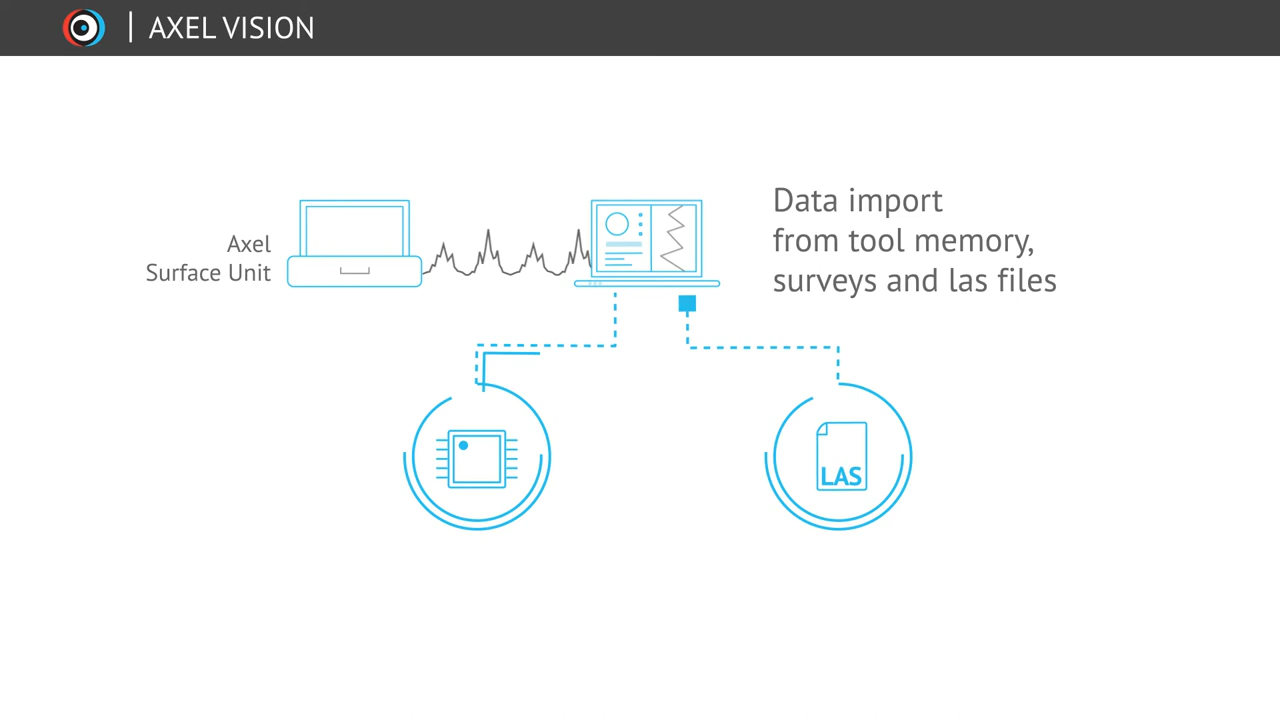 AXEL VISION
Axel
Surface Unit
Data import
from tool memory,
surveys and las files
LAS